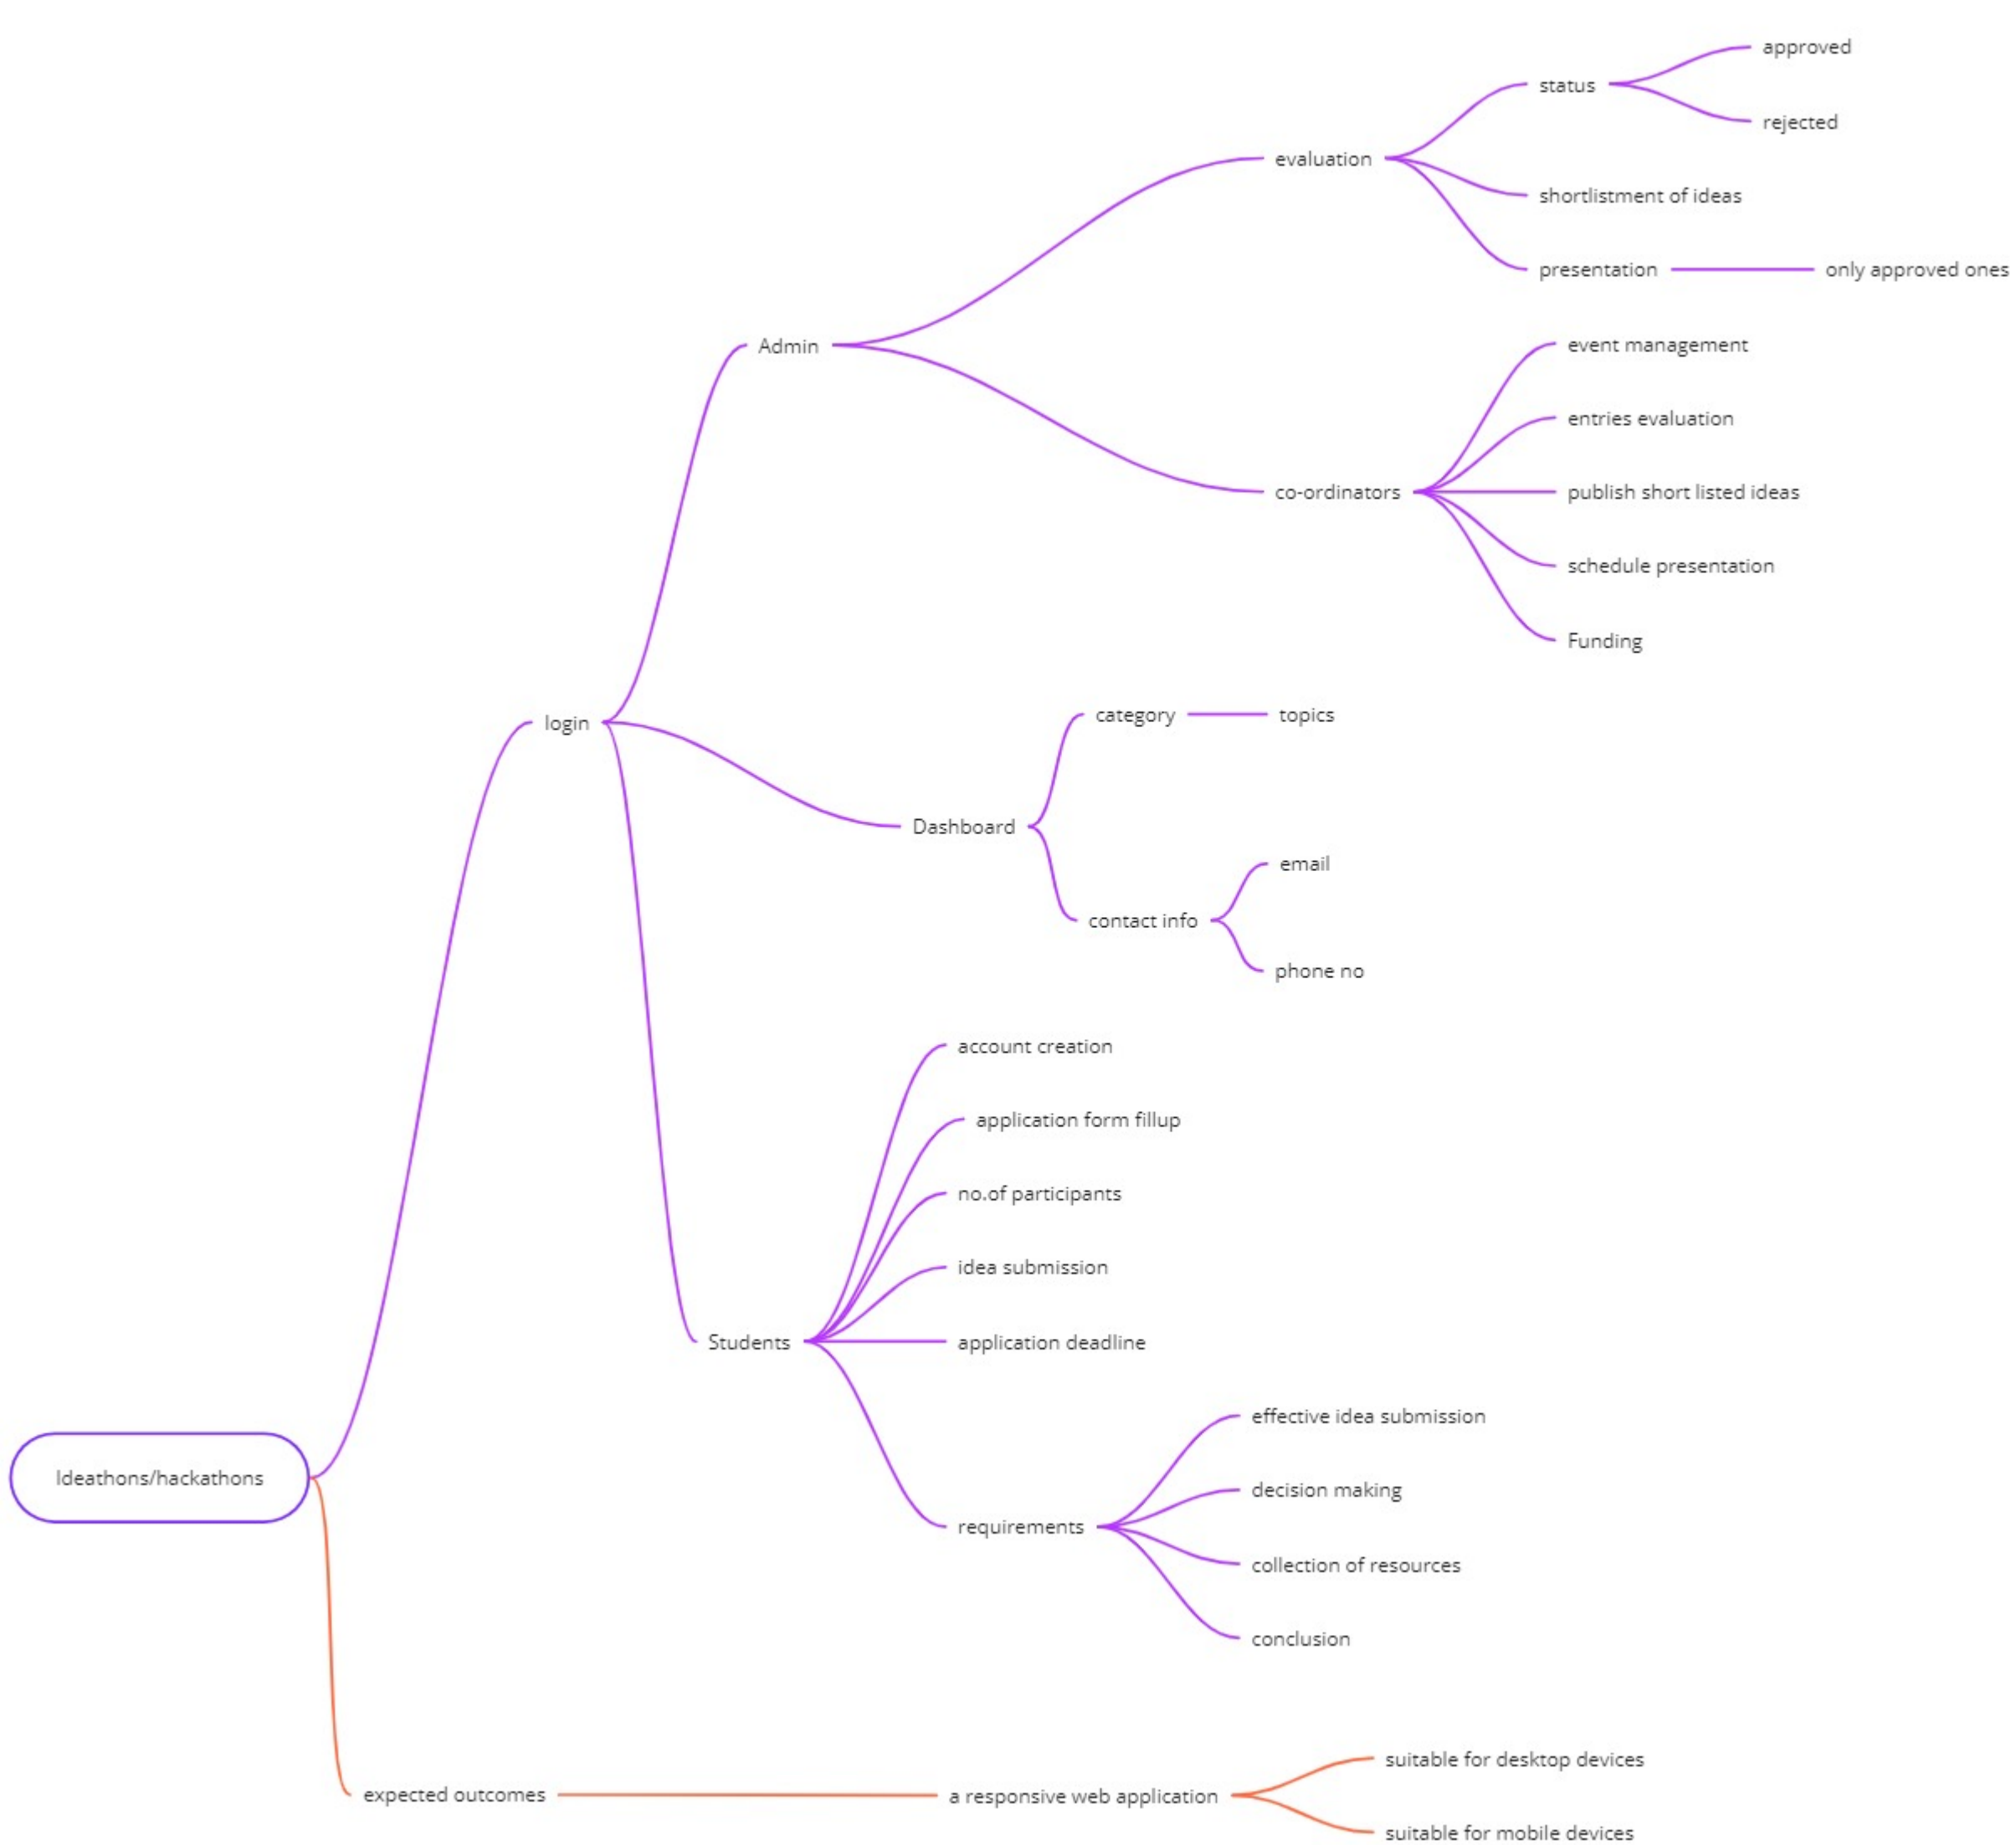 approved
status
rejected
evaluation
shortlistment of ideas
presentation
only approved ones
Admin
event management
entries evaluation
co-ordinators
publish short listed ideas
schedule presentation
Funding
login
category
topics
Dashboard
email
contact info
phone no
account creation
application form fillup
no.of participants
idea submission
Students
application deadline
effective idea submission
decision making
requirements
collection of resources
conclusion
Ideathons/hackathons
expected outcomes
a responsive web application
suitable for desktop devices
suitable for mobile devices